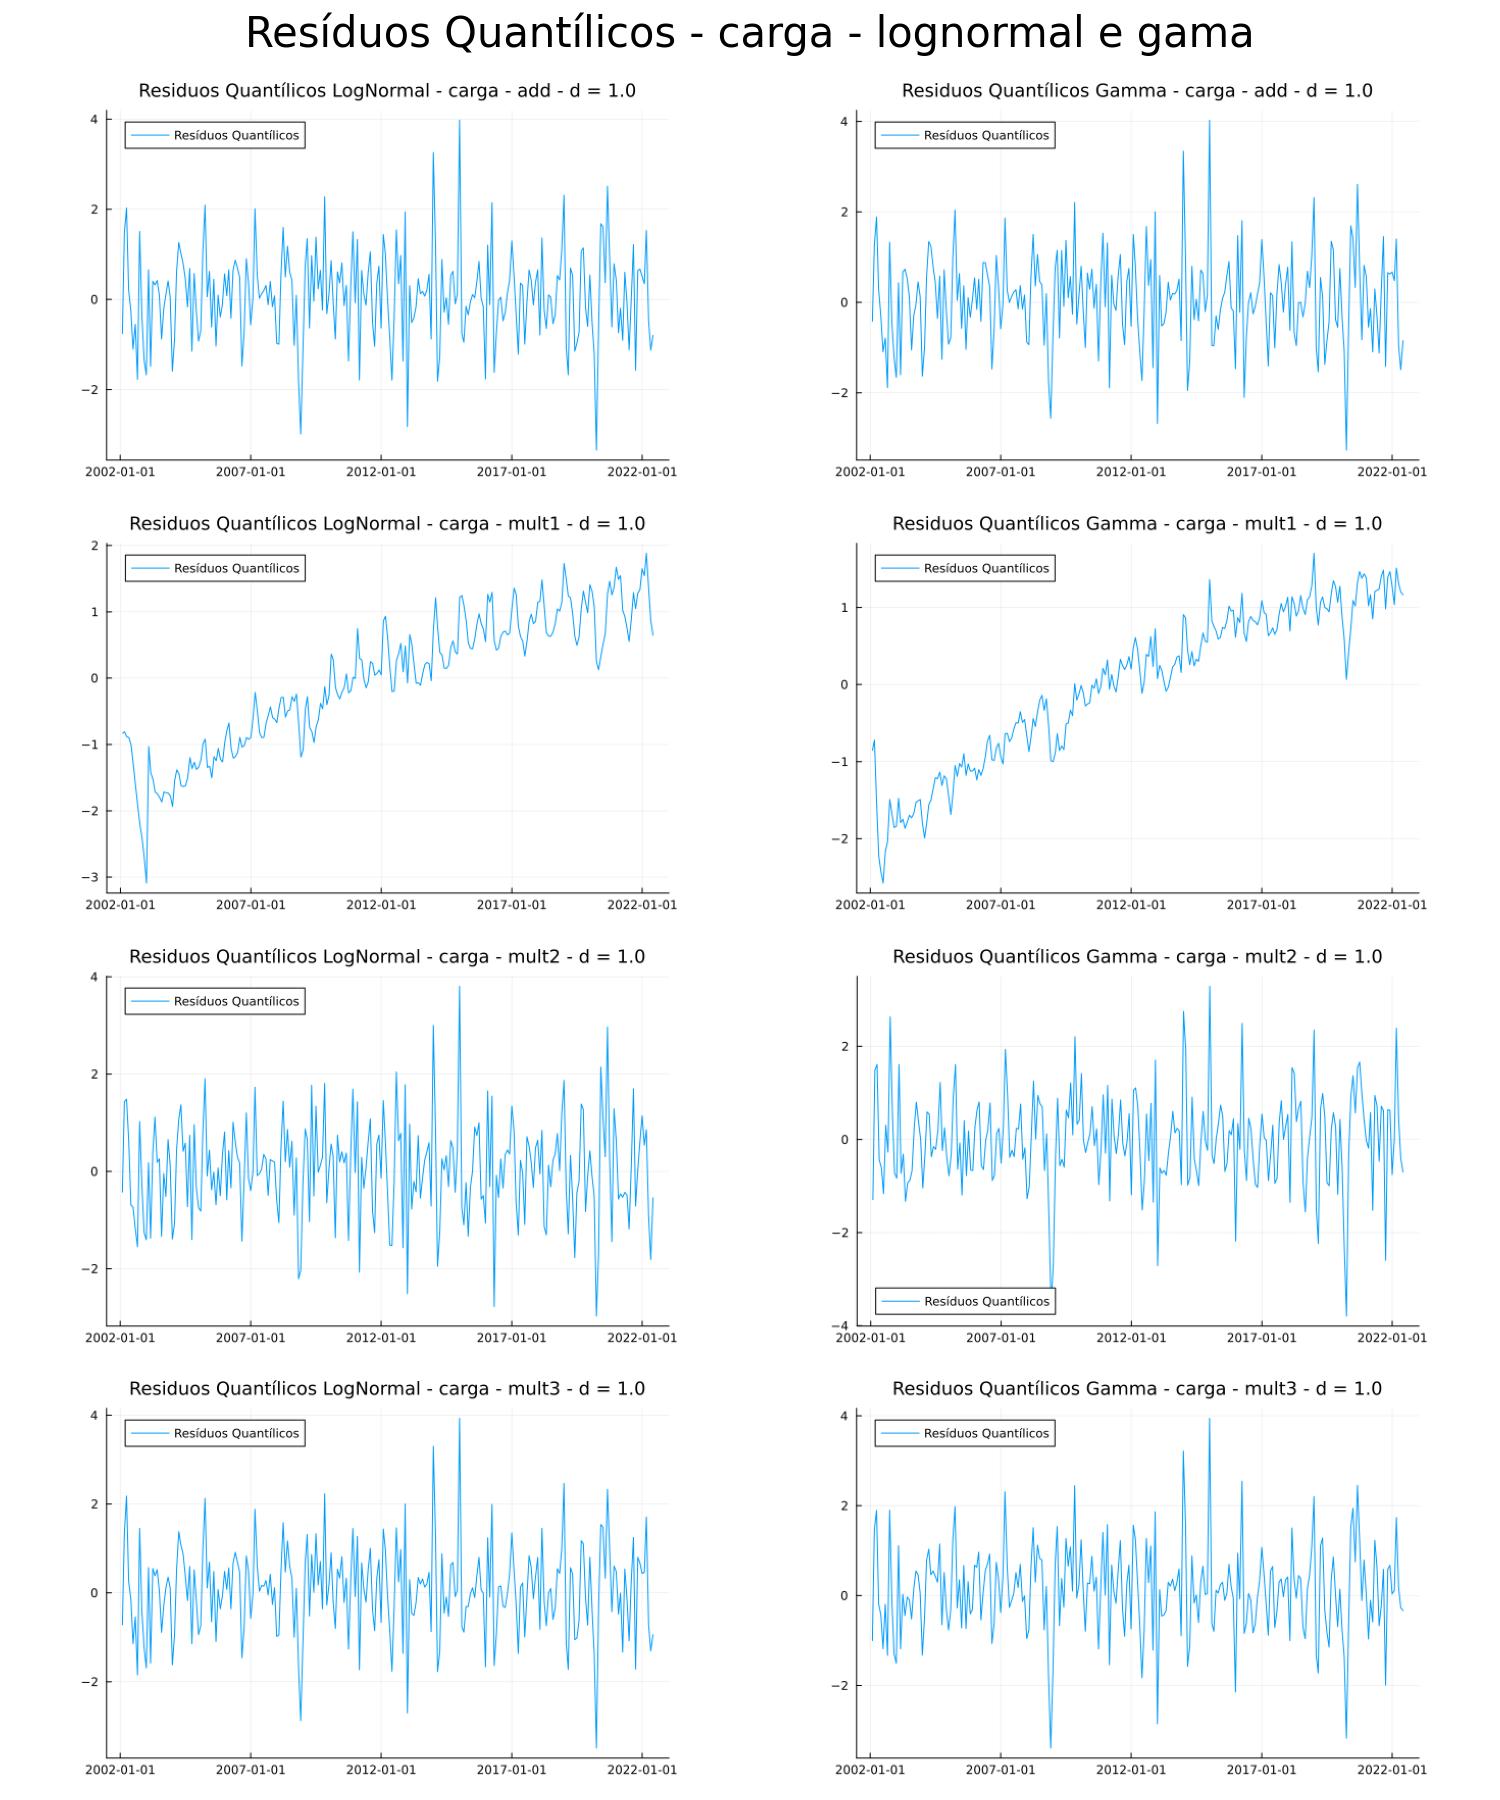 Resíduos Quantílicos - carga - lognormal e gama
Residuos Quantílicos LogNormal - carga - add - d = 1.0
Resíduos Quantílicos
4
2
0
−2
2002-01-01 2007-01-01 2012-01-01 2017-01-01 2022-01-01
Residuos Quantílicos Gamma - carga - add - d = 1.0
Resíduos Quantílicos
4
2
0
−2
2002-01-01 2007-01-01 2012-01-01 2017-01-01 2022-01-01
Residuos Quantílicos LogNormal - carga - mult1 - d = 1.0
Resíduos Quantílicos
2
1
0
−1
−2
−3
2002-01-01 2007-01-01 2012-01-01 2017-01-01 2022-01-01
Residuos Quantílicos Gamma - carga - mult1 - d = 1.0
Resíduos Quantílicos
1
0
−1
−2
2002-01-01 2007-01-01 2012-01-01 2017-01-01 2022-01-01
Residuos Quantílicos LogNormal - carga - mult2 - d = 1.0
Resíduos Quantílicos
4
2
0
−2
2002-01-01 2007-01-01 2012-01-01 2017-01-01 2022-01-01
Residuos Quantílicos Gamma - carga - mult2 - d = 1.0
2
0
−2
Resíduos Quantílicos
−4
2002-01-01 2007-01-01 2012-01-01 2017-01-01 2022-01-01
Residuos Quantílicos LogNormal - carga - mult3 - d = 1.0
Resíduos Quantílicos
4
2
0
−2
2002-01-01 2007-01-01 2012-01-01 2017-01-01 2022-01-01
Residuos Quantílicos Gamma - carga - mult3 - d = 1.0
Resíduos Quantílicos
4
2
0
−2
2002-01-01 2007-01-01 2012-01-01 2017-01-01 2022-01-01